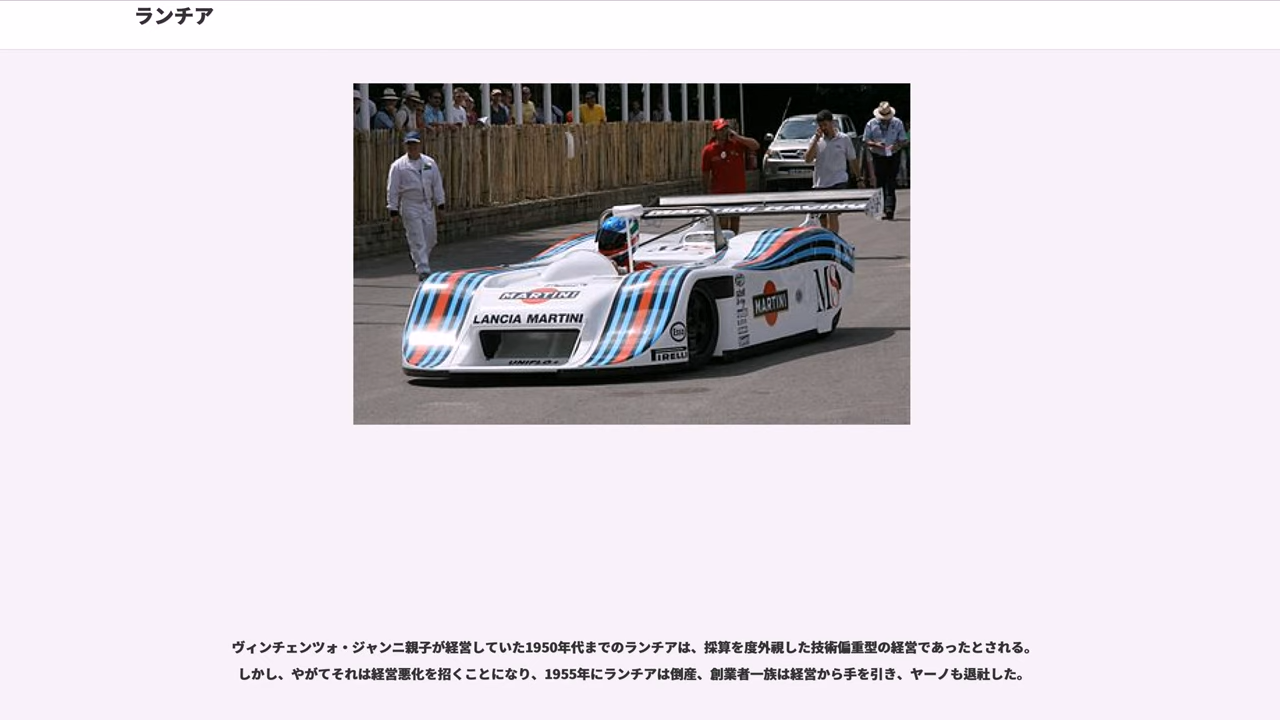 ランチア
MARTINI RACING
MARTINI
LANCIA MARTINI
UNIFLO
Esso
PIRELLI
MARTINI
ヴィンチェンツォ・ジャンニ親子が経営していた1950年代までのランチアは、採算を度外視した技術偏重型の経営であったとされる。
しかし、やがてそれは経営悪化を招くことになり、1955年にランチアは倒産、創業者一族は経営から手を引き、ヤーノも退社した。